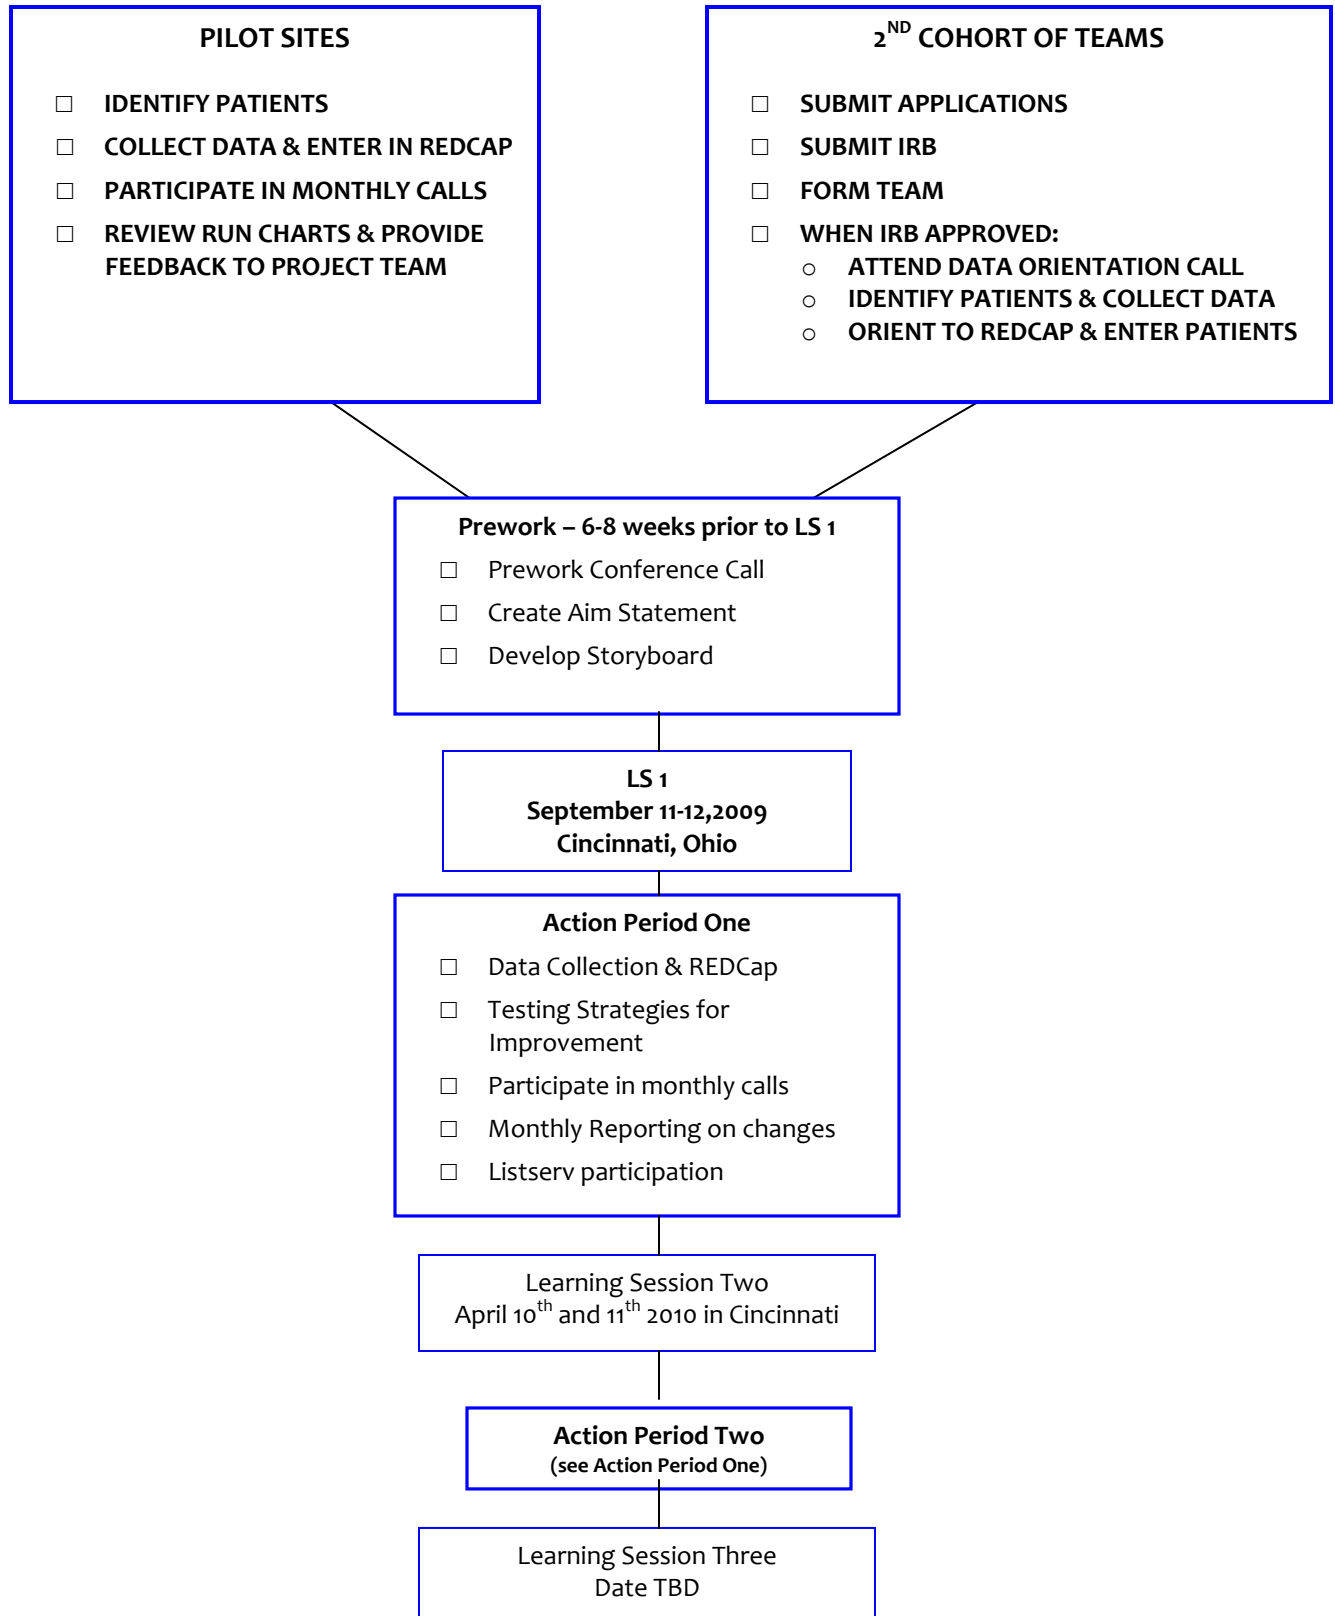 PILOT SITES
□ IDENTIFY PATIENTS
□ COLLECT DATA & ENTER IN REDCAP
□ PARTICIPATE IN MONTHLY CALLS
□ REVIEW RUN CHARTS & PROVIDE
FEEDBACK TO PROJECT TEAM
2ND COHORT OF TEAMS
□ SUBMIT APPLICATIONS
□ SUBMIT IRB
□ FORM TEAM
□ WHEN IRB APPROVED:
o ATTEND DATA ORIENTATION CALL
o IDENTIFY PATIENTS & COLLECT DATA
o ORIENT TO REDCAP & ENTER PATIENTS
Prework – 6-8 weeks prior to LS 1
□ Prework Conference Call
□ Create Aim Statement
□ Develop Storyboard
LS 1
September 11-12,2009
Cincinnati, Ohio
Action Period One
□ Data Collection & REDCap
□ Testing Strategies for
Improvement
□ Participate in monthly calls
□ Monthly Reporting on changes
□ Listserv participation
Learning Session Two
April 10th and 11th 2010 in Cincinnati
Action Period Two
(see Action Period One)
Learning Session Three
Date TBD